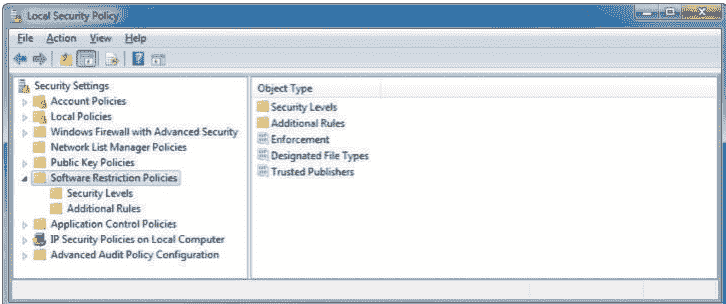 Local Security Policy
File Action View Help
Security Settings
Account Policies
Local Policies
Windows Firewall with Advanced Security
Network List Manager Policies
Public Key Policies
Software Restriction Policies
Security Levels
Additional Rules
Application Control Policies
IP Security Policies on Local Computer
Advanced Audit Policy Configuration
Object Type
Security Levels
Additional Rules
Enforcement
Designated File Types
Trusted Publishers